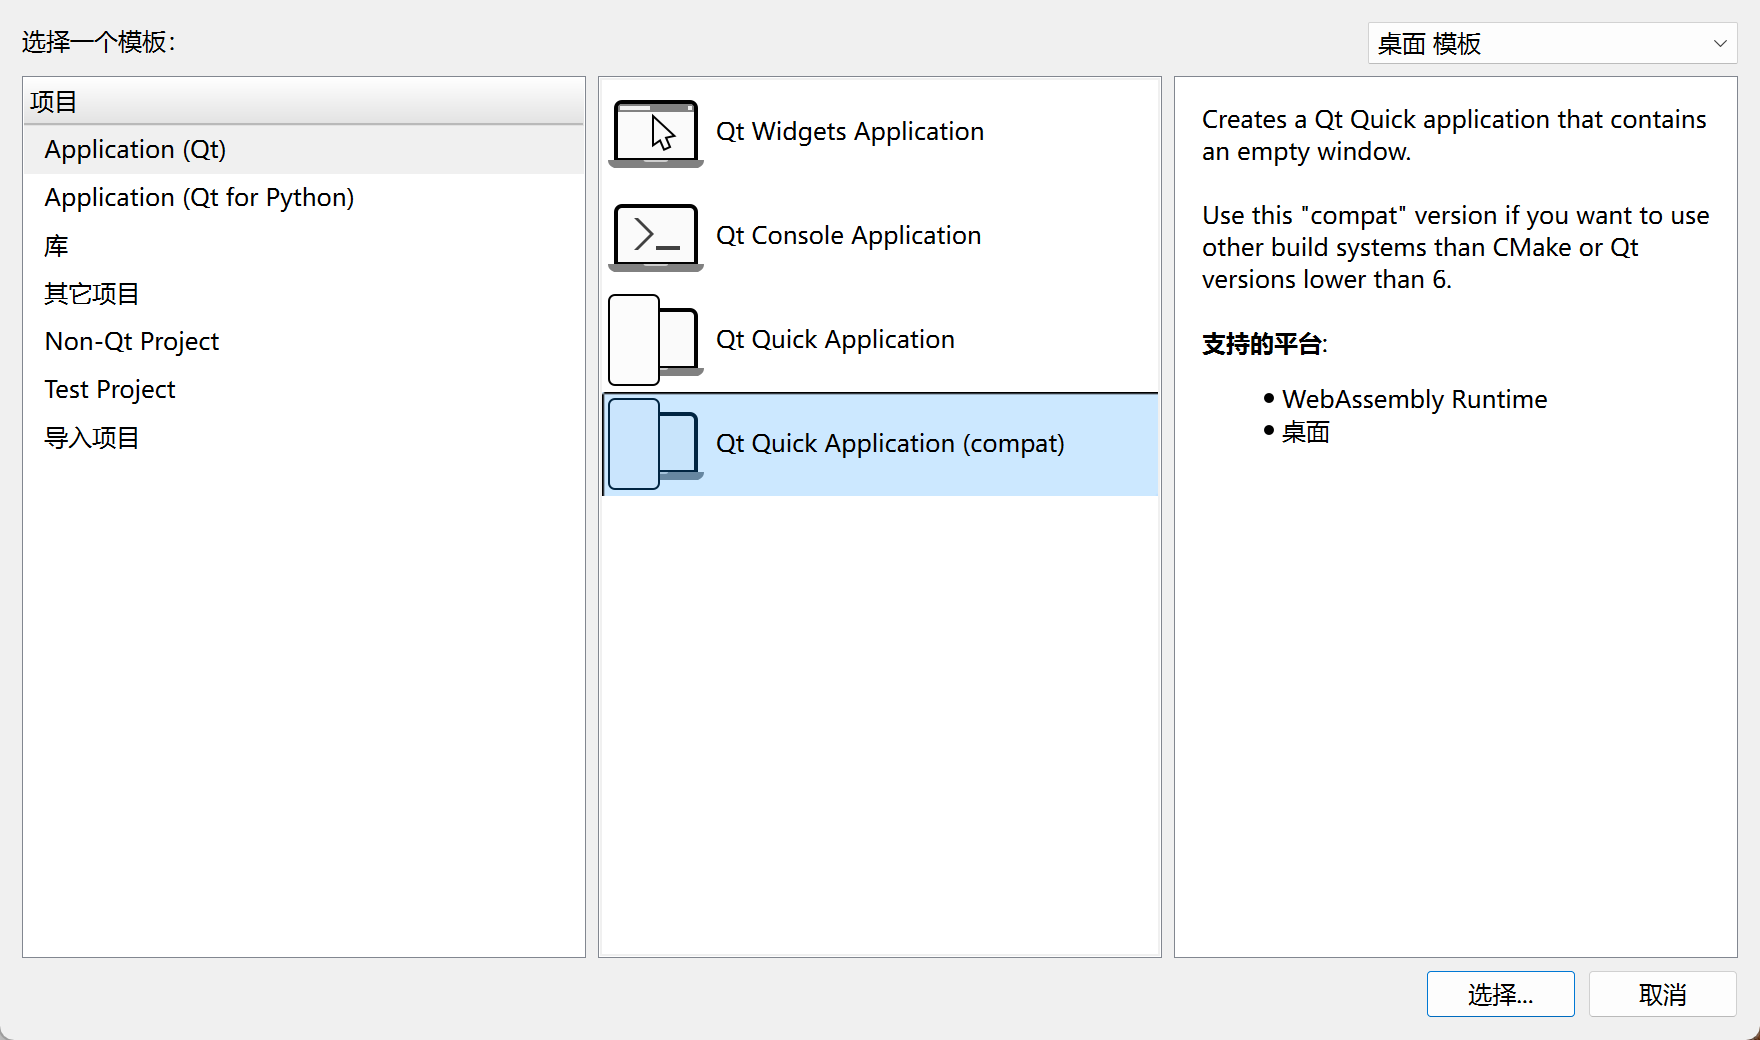 选择一个模板:
桌面 模板
项目
Application (Qt)
Application (Qt for Python)
库
其它项目
Non-Qt Project
Test Project
导入项目
Qt Widgets Application
Qt Console Application
Qt Quick Application
Qt Quick Application (compat)
Creates a Qt Quick application that contains
an empty window.
Use this "compat" version if you want to use
other build systems than CMake or Qt
versions lower than 6.
支持的平台:
WebAssembly Runtime
桌面
选择...
取消